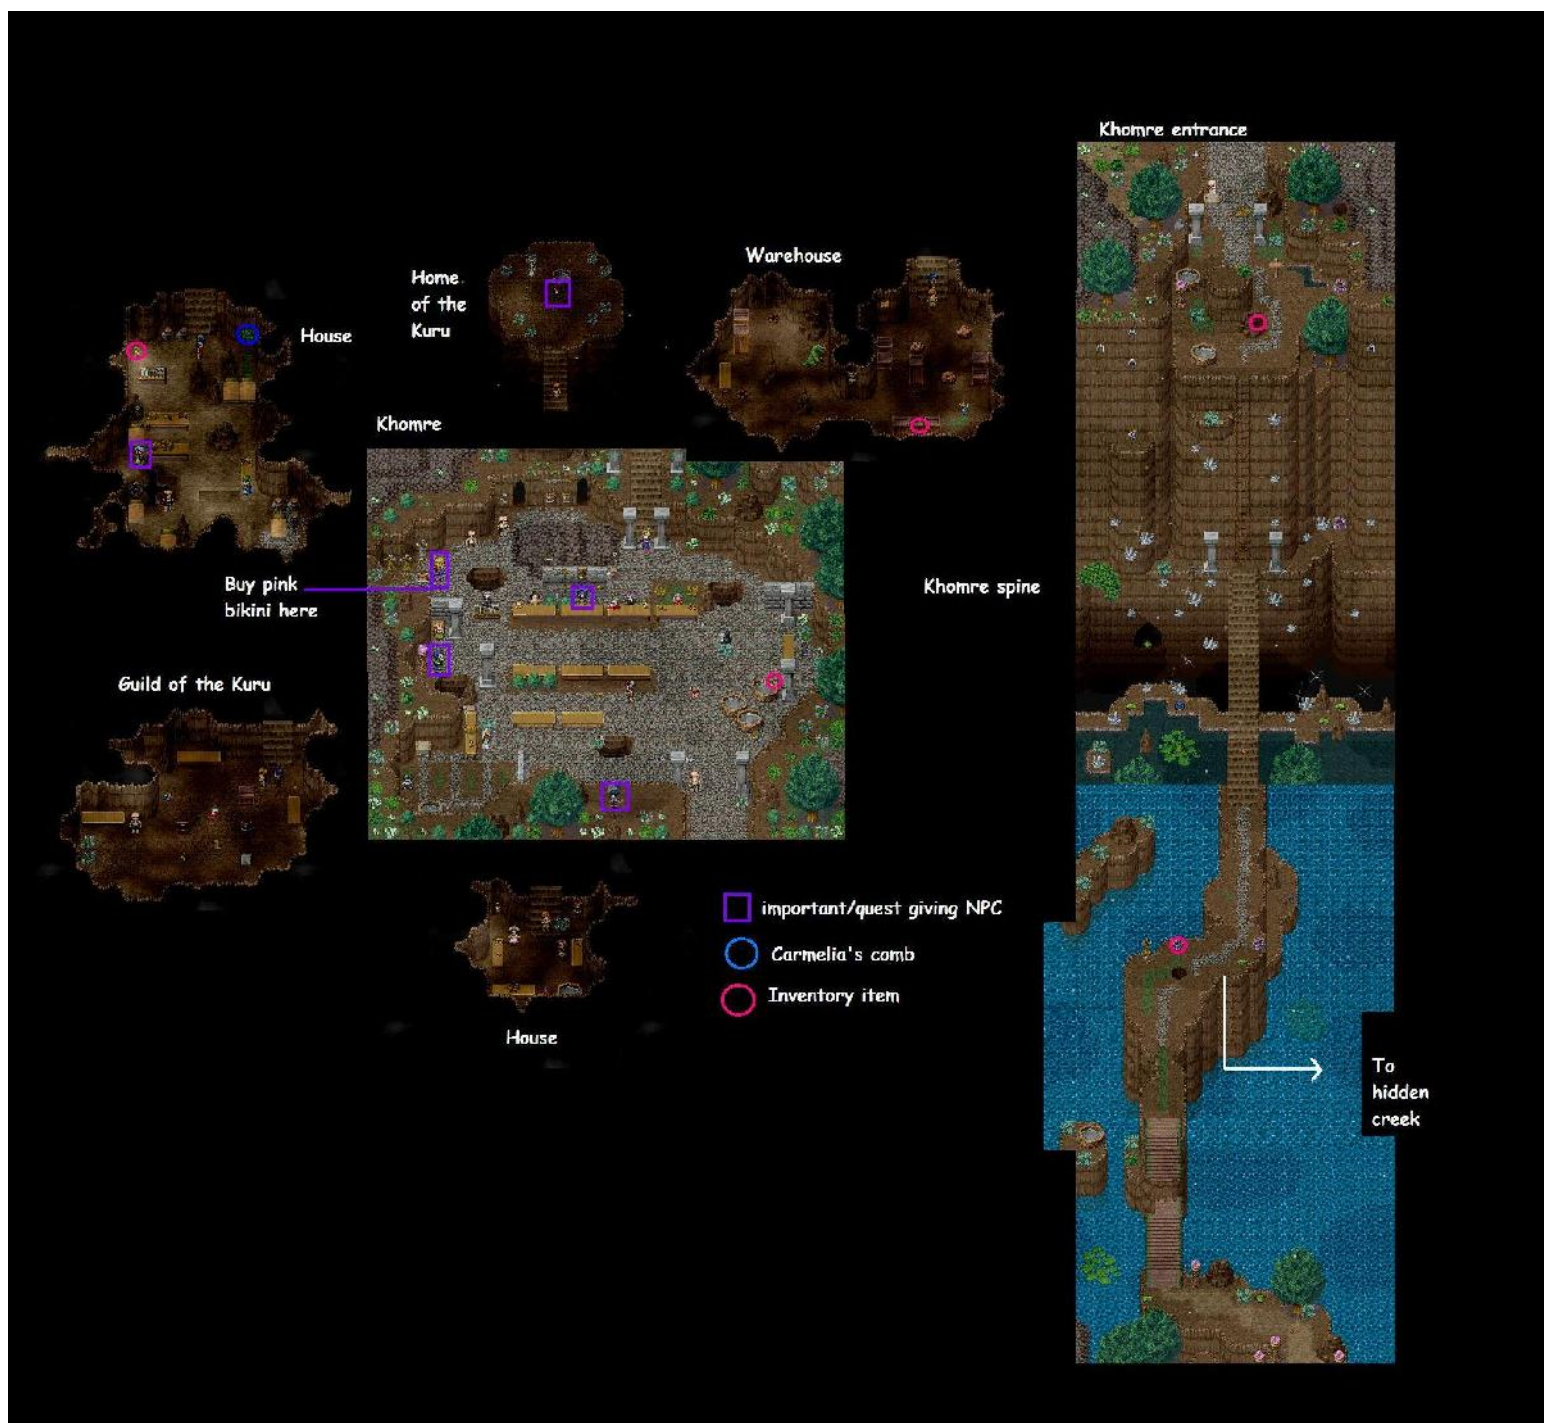 Khomre entrance
Warehouse
Home
of the
Kuru
House
Khomre
Buy pink
bikini here
Khomre spine
Guild of the Kuru
important/quest giving NPC
Carmelia's comb
Inventory item
House
To
hidden
creek